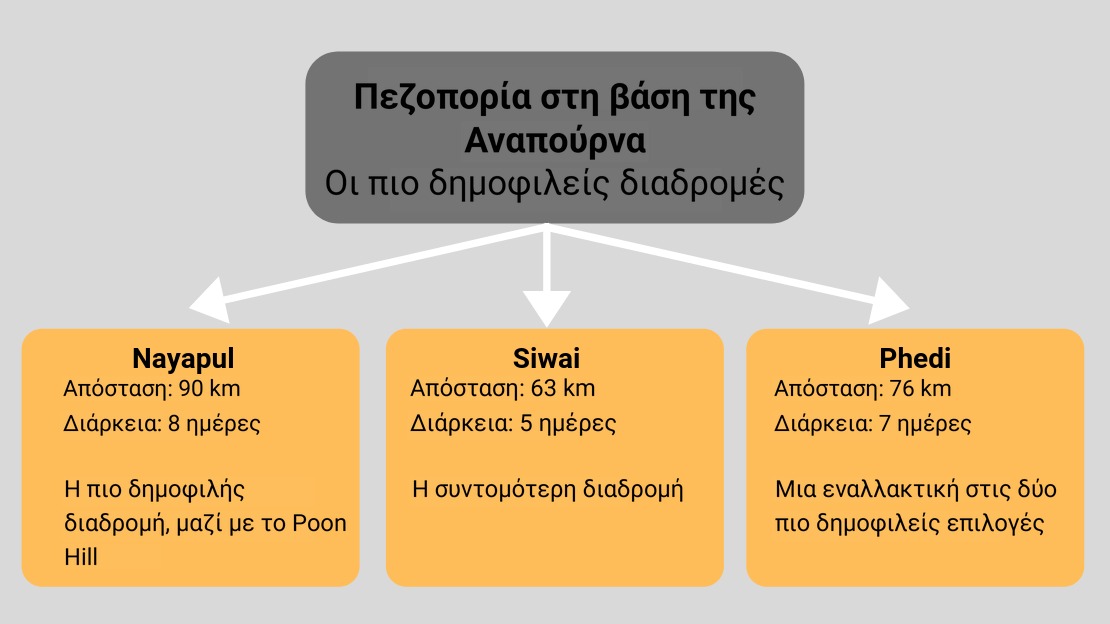 Πεζοπορία στη βάση της
Αναπούρνα
Οι πιο δημοφιλείς διαδρομές
Nayapul
Απόσταση: 90 km
Διάρκεια: 8 ημέρες
Η πιο δημοφιλής
διαδρομή, μαζί με το Poon
Hill
Siwai
Απόσταση: 63 km
Διάρκεια: 5 ημέρες
Η συντομότερη διαδρομή
Phedi
Απόσταση: 76 km
Διάρκεια: 7 ημέρες
Μια εναλλακτική στις δύο
πιο δημοφιλείς επιλογές